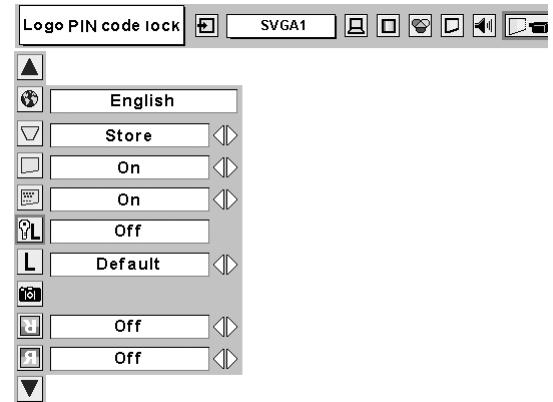 Logo PIN code lock SVGA1
English
Store
On
On
L Off
L Default
Off
Off